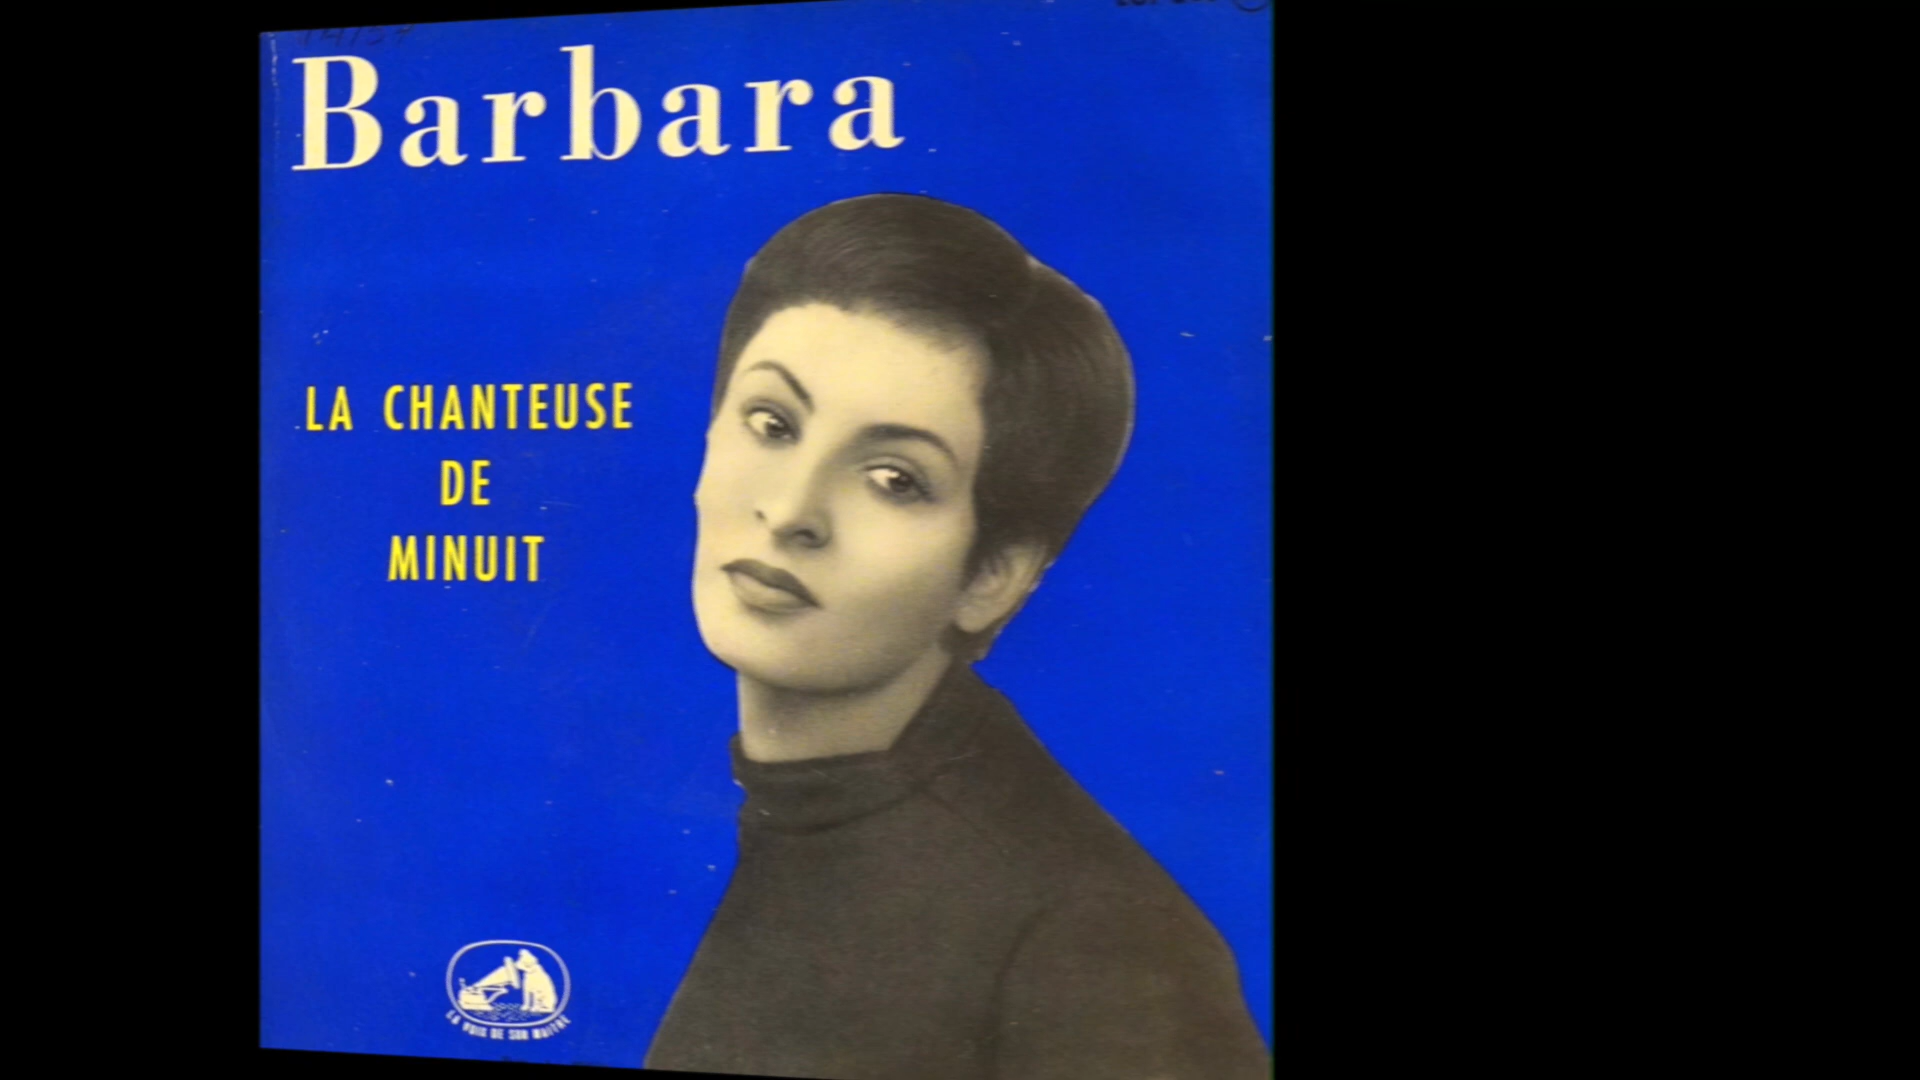 Barbara
LA CHANTEUSE
DE
MINUIT
LA VOIX DE SON MAITRE